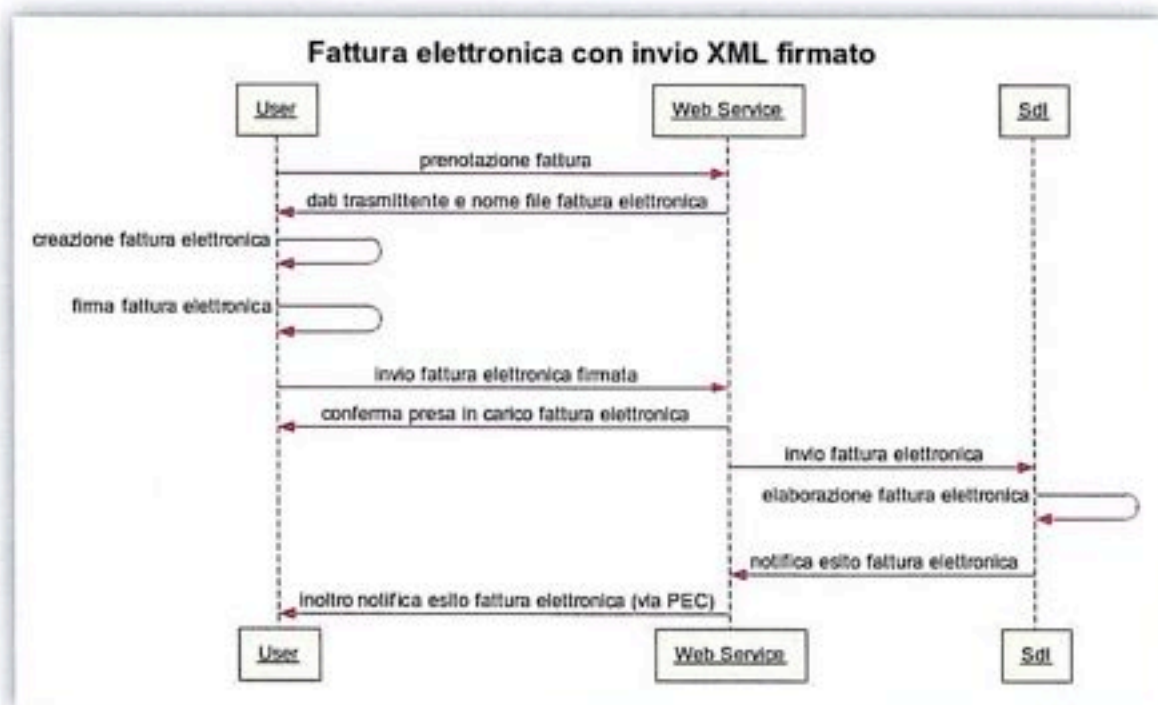 Fattura elettronica con invio XML firmato
User
Web Service
SdI
prenotazione fattura
dati trasmittente e nome file fattura elettronica
creazione fattura elettronica
firma fattura elettronica
invio fattura elettronica firmata
conferma presa in carico fattura elettronica
invio fattura elettronica
elaborazione fattura elettronica
notifica esito fattura elettronica
inoltro notifica esito fattura elettronica (via PEC)
User
Web Service
SdI